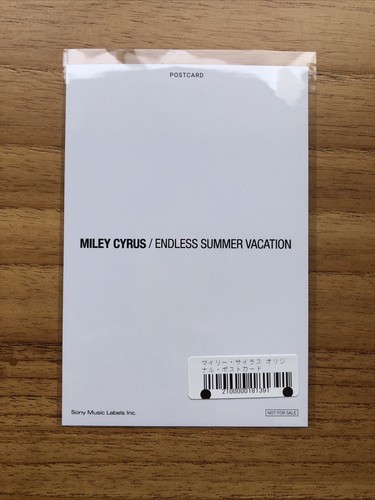 POSTCARD
MILEY CYRUS / ENDLESS SUMMER VACATION
マイリー・サイラス オリジ
ナル・ポストカード
2100000181391
Sony Music Labels Inc.
NOT FOR SALE